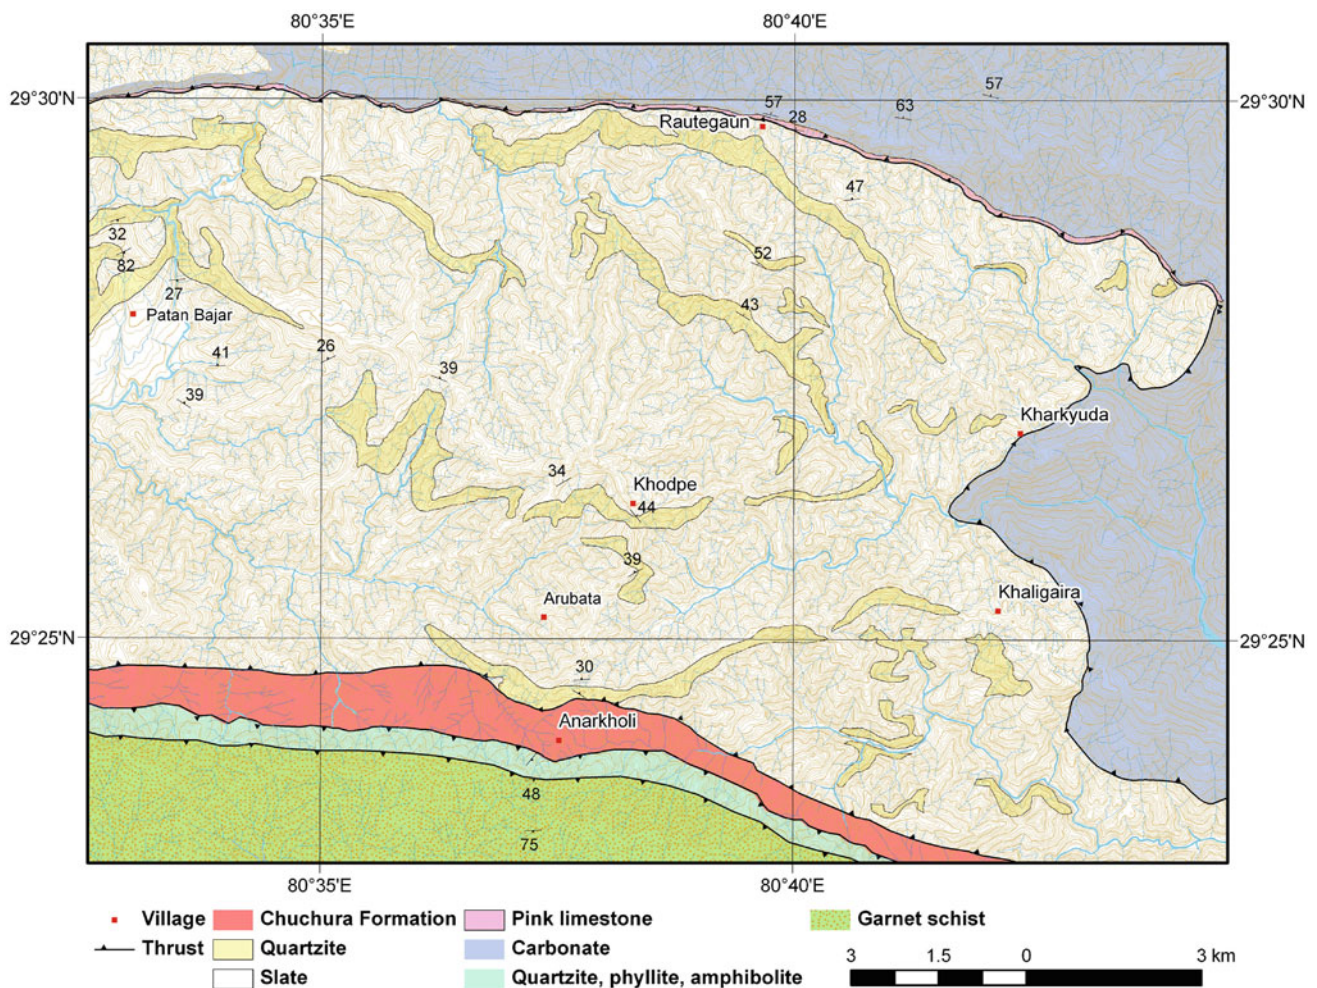 80°35'E 80°40'E
29°30'N 29°30'N
57
57 63
Rautegaun 28
47
32 52
82
27 43
Patan Bajar
41 26
39 39
Kharkyuda
34
Khodpe
44
39
Arubata Khaligaira
29°25'N 29°25'N
30
Anarkholi
48
75
80°35'E 80°40'E
Village Chuchura Formation Pink limestone Garnet schist
Thrust Quartzite Carbonate 3 1.5 0 3 km
Slate Quartzite, phyllite, amphibolite